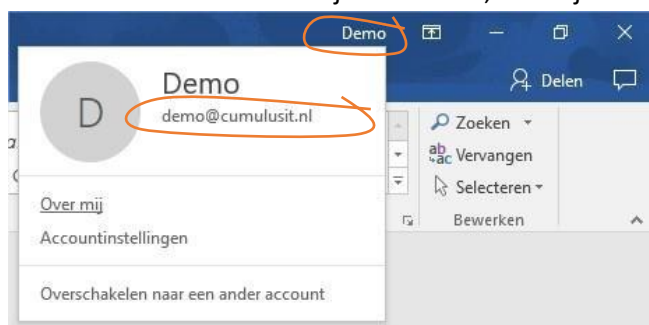 Demo
Delen
D
Demo
demo@cumulusit.nl
Zoeken
Vervangen
Selecteren
Bewerken
Over mij
Accountinstellingen
Overschakelen naar een ander account